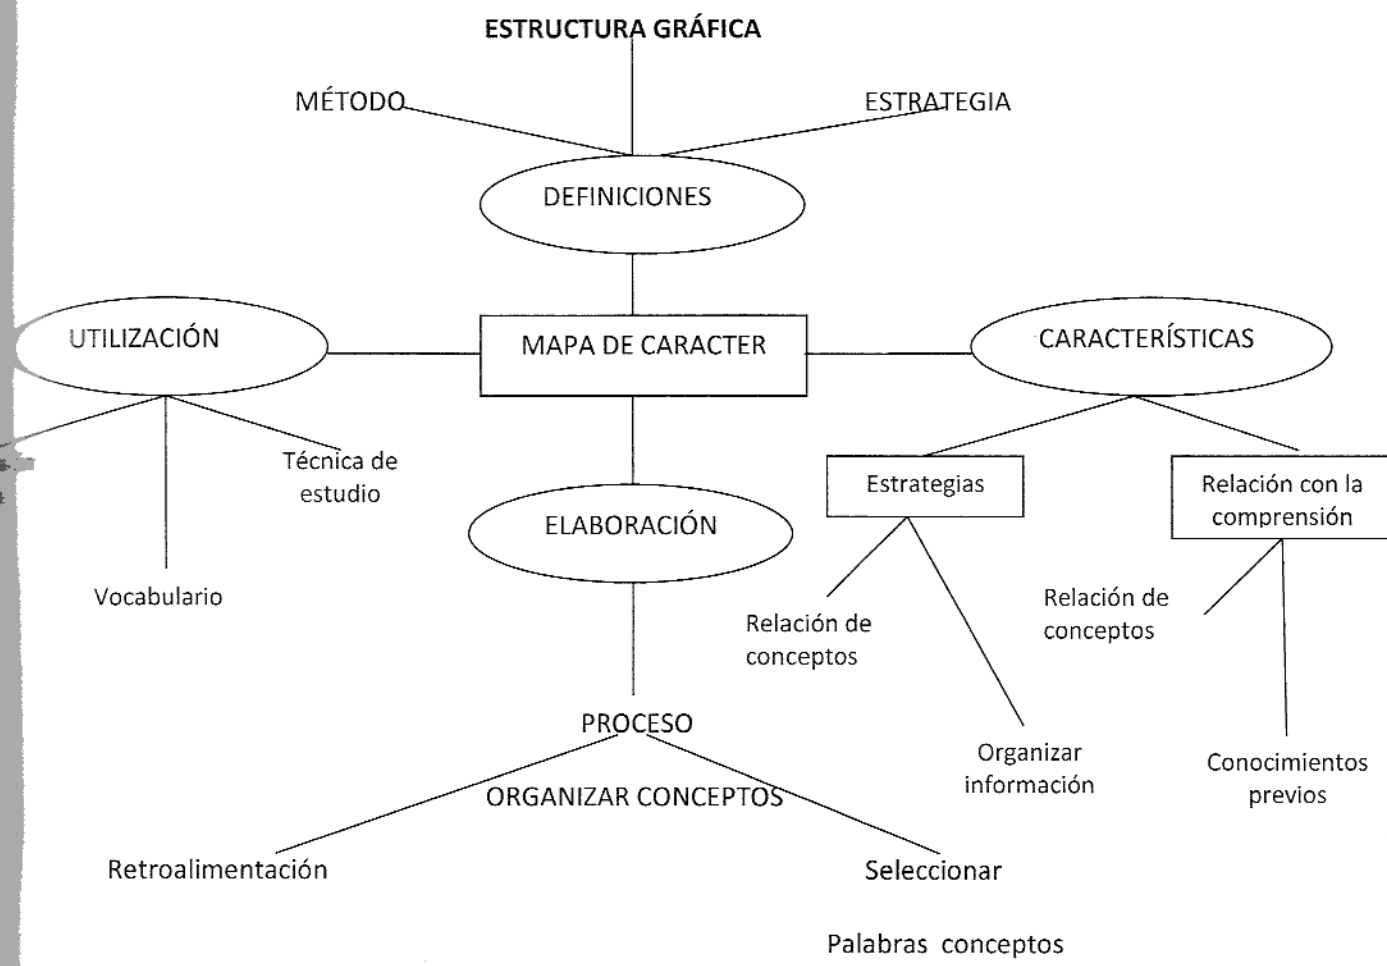 ESTRUCTURA GRÁFICA
MÉTODO
ESTRATEGIA
DEFINICIONES
UTILIZACIÓN
MAPA DE CARACTER
CARACTERÍSTICAS
Técnica de
estudio
Vocabulario
ELABORACIÓN
Estrategias
Relación con la
comprensión
Relación de
conceptos
Relación de
conceptos
Organizar
información
Conocimientos
previos
PROCESO
ORGANIZAR CONCEPTOS
Retroalimentación
Seleccionar
Palabras conceptos